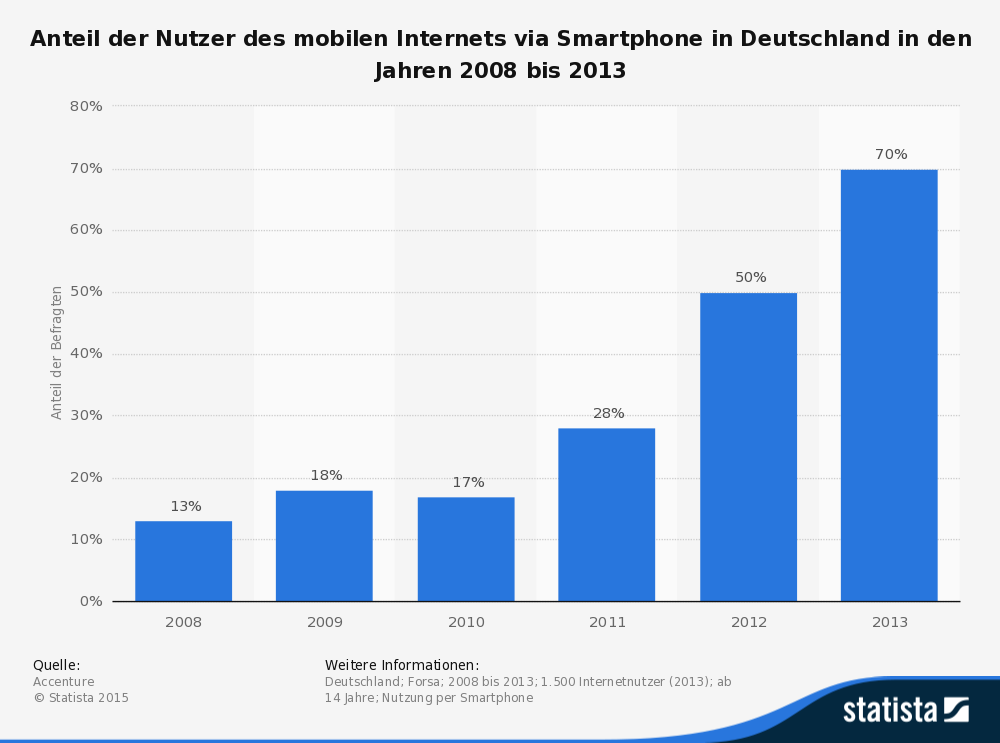 Anteil der Nutzer des mobilen Internets via Smartphone in Deutschland in den
Jahren 2008 bis 2013
Anteil der Befragten
80%
70%
60%
50%
40%
30%
20%
10%
0%
13%
18%
17%
28%
50%
70%
2008
2009
2010
2011
2012
2013
Quelle:
Accenture
© Statista 2015
Weitere Informationen:
Deutschland; Forsa; 2008 bis 2013; 1.500 Internetnutzer (2013); ab
14 Jahre; Nutzung per Smartphone
statista